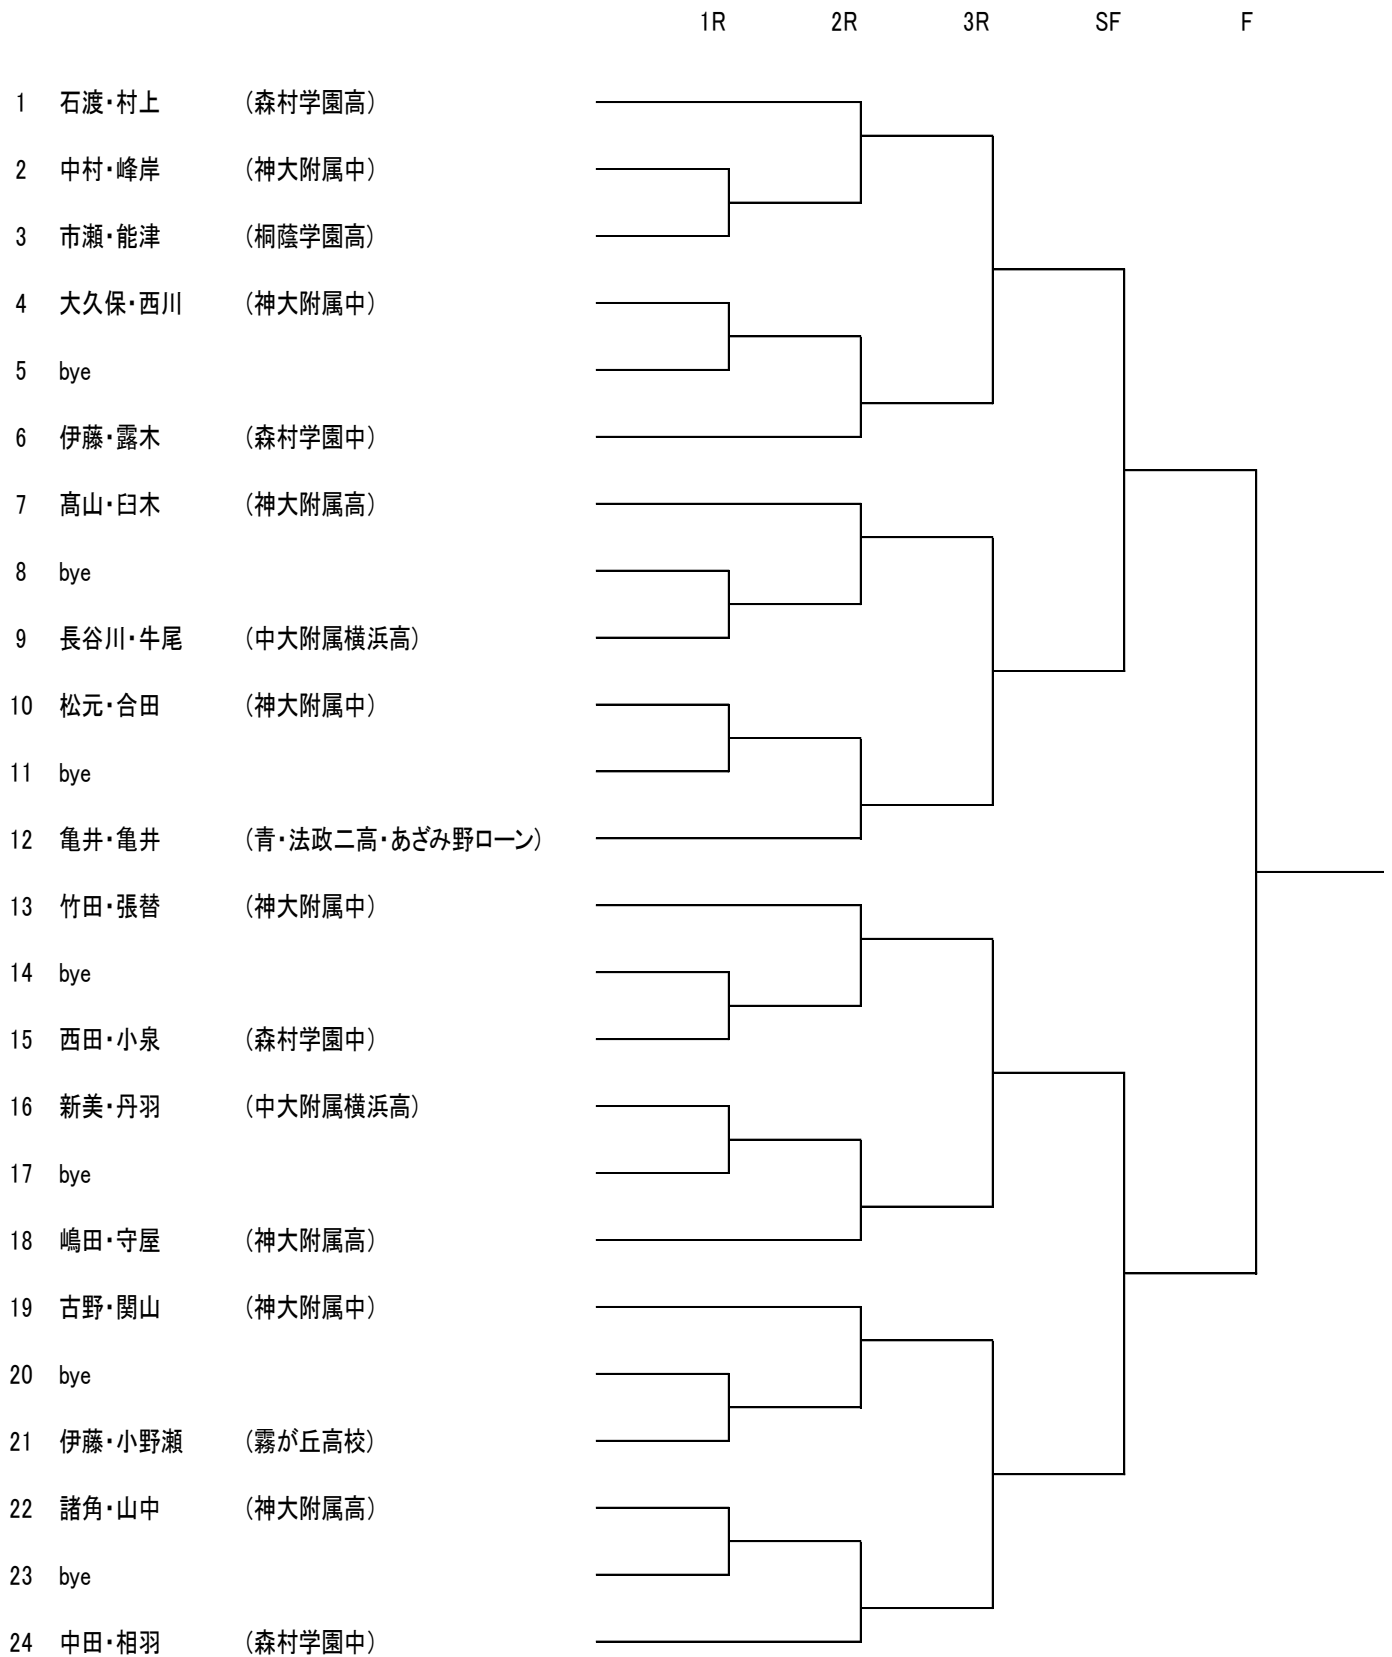 1R 2R 3R SF F
1 石渡・村上 (森村学園高)
2 中村・峰岸 (神大附属中)
3 市瀬・能津 (桐蔭学園高)
4 大久保・西川 (神大附属中)
5 bye
6 伊藤・露木 (森村学園中)
7 髙山・臼木 (神大附属高)
8 bye
9 長谷川・牛尾 (中大附属横浜高)
10 松元・合田 (神大附属中)
11 bye
12 亀井・亀井 (青・法政二高・あざみ野ローン)
13 竹田・張替 (神大附属中)
14 bye
15 西田・小泉 (森村学園中)
16 新美・丹羽 (中大附属横浜高)
17 bye
18 嶋田・守屋 (神大附属高)
19 古野・関山 (神大附属中)
20 bye
21 伊藤・小野瀬 (霧が丘高校)
22 諸角・山中 (神大附属高)
23 bye
24 中田・相羽 (森村学園中)